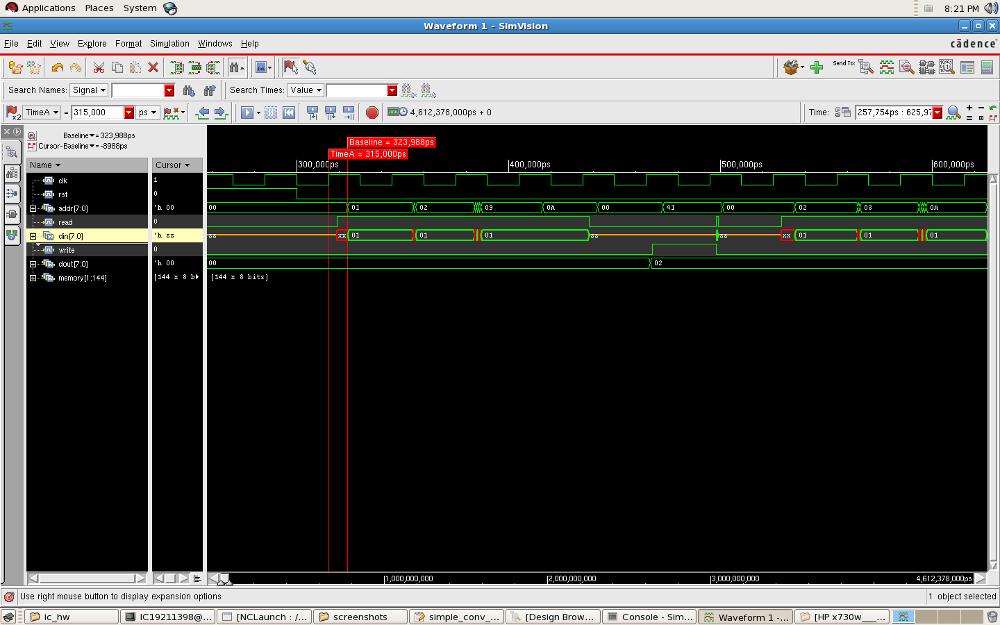 Applications Places System 8:21 PM
Waveform 1 - SimVision
File Edit View Explore Format Simulation Windows Help cādence
Send To:
Search Names: Signal Search Times: Value
x2 TimeA = 315,000 ps 4,612,378,000ps + 0 Time: 257,754ps : 625,97
Baseline = 323,988ps
Cursor-Baseline = -8988ps
Baseline = 323,988ps
TimeA = 315,000ps
Name Cursor 300,000ps 400,000ps 500,000ps 600,000ps
clk 1
rst 0
addr[7:0] 'h 00 00 01 02 09 0A 00 41 00 02 03 0A
read 0
din[7:0] 'h zz zz xx 01 01 01 zz zz xx 01 01 01
write 0
dout[7:0] 'h 00 00 02
memory[1:144] [144 x 8 b [144 x 8 bits]
1,000,000,000 2,000,000,000 3,000,000,000 4,612,378,000ps
Use right mouse button to display expansion options 1 object selected
ic_hw IC19211398@... [NCLaunch : /... screenshots simple_conv_... [Design Brow... Console - Sim... Waveform 1 -... [HP x730w___...